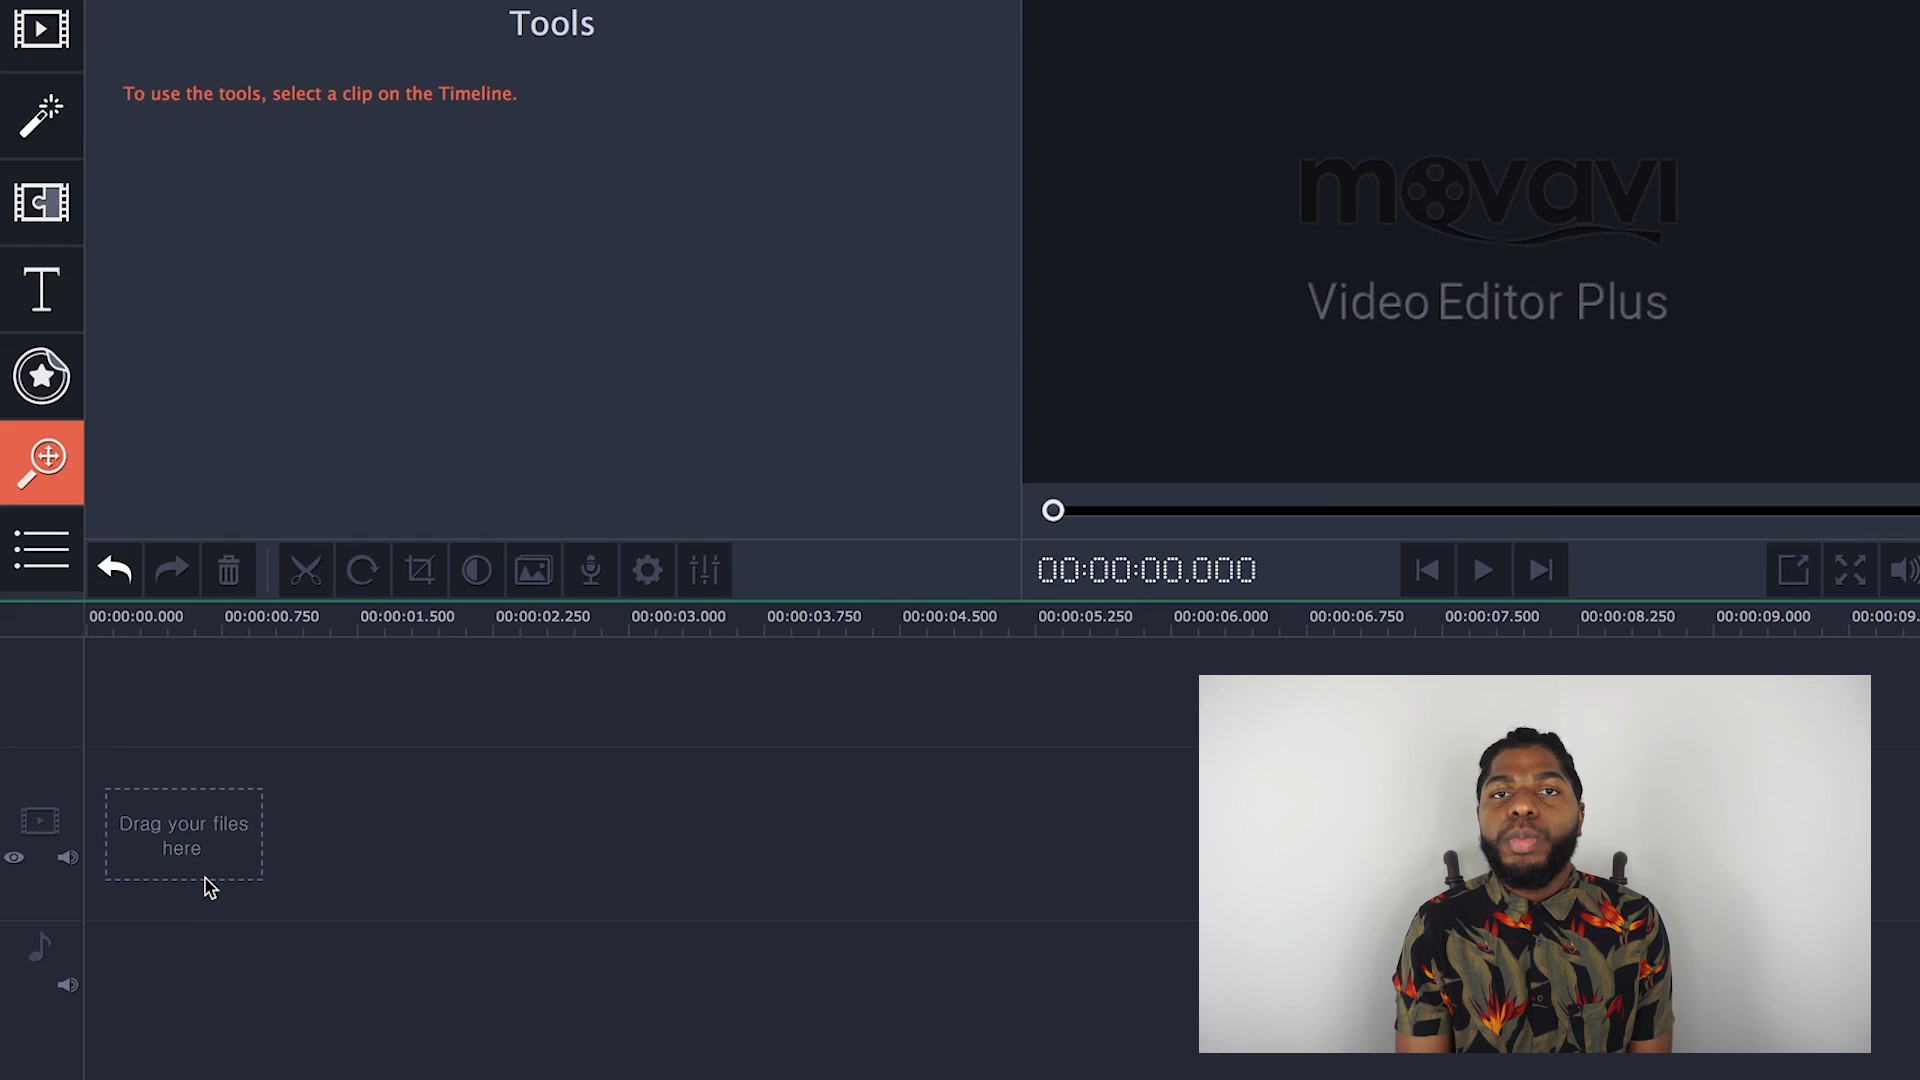 Tools
To use the tools, select a clip on the Timeline.
movavi
Video Editor Plus
00:00:00.000
00:00:00.000 00:00:00.750 00:00:01.500 00:00:02.250 00:00:03.000 00:00:03.750 00:00:04.500 00:00:05.250 00:00:06.000 00:00:06.750 00:00:07.500 00:00:08.250 00:00:09.000 00:00:09.
Drag your files
here